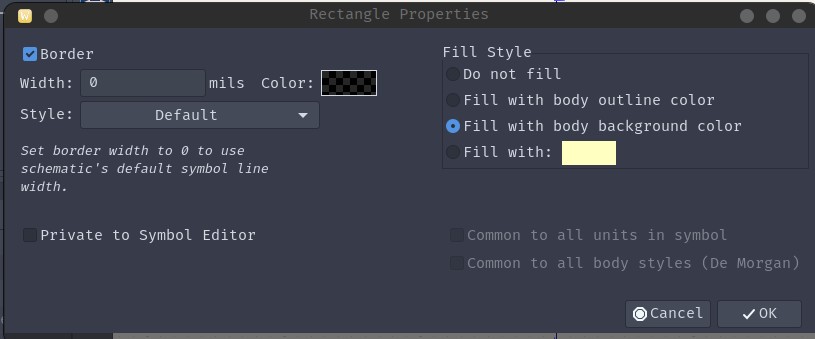 Rectangle Properties
Border
Width: 0 mils Color:
Style: Default
Set border width to 0 to use
schematic's default symbol line
width.
Fill Style
Do not fill
Fill with body outline color
Fill with body background color
Fill with:
Private to Symbol Editor
Common to all units in symbol
Common to all body styles (De Morgan)
Cancel OK